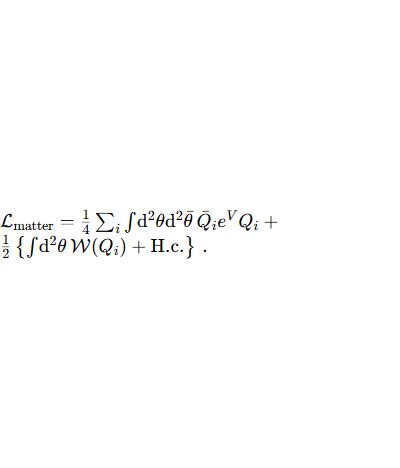 ℒ_matter = 1/4 ∑_i ∫d²θd²θ̄ Q̄_i e^V Q_i +
1/2 {∫d²θ 𝒲(Q_i) + H.c.} .